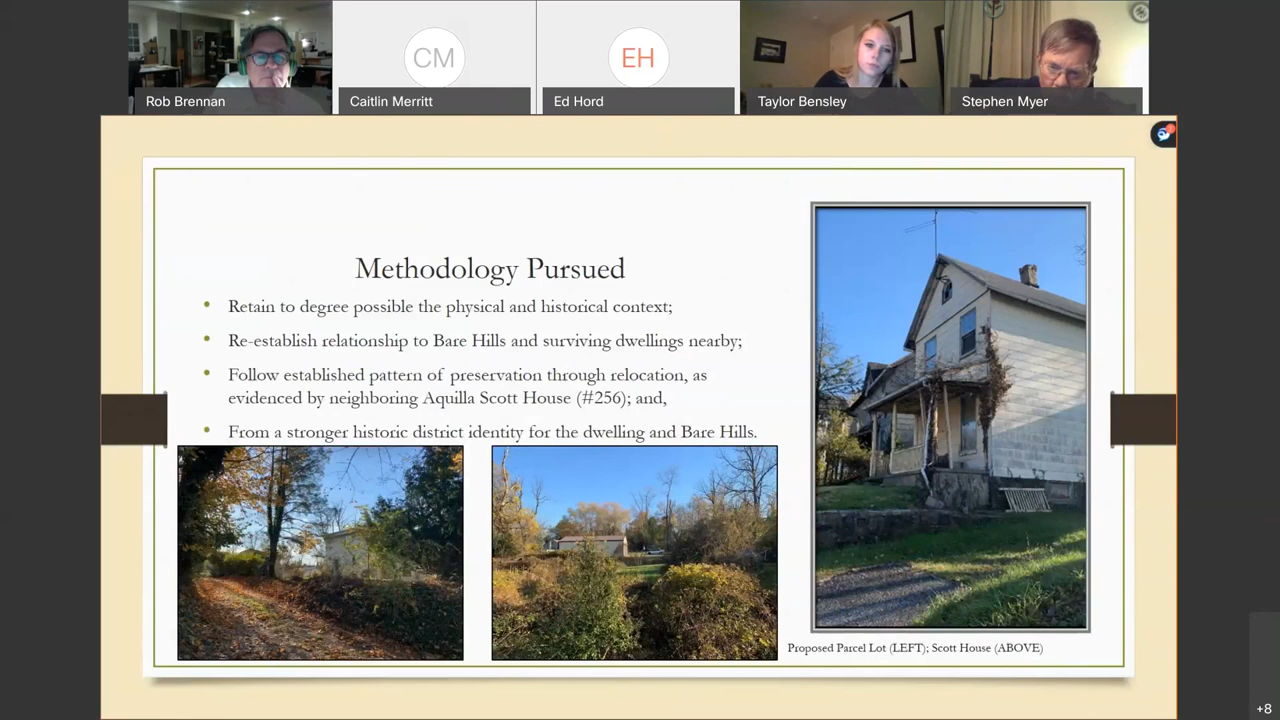 CM
EH
Rob Brennan
Caitlin Merritt
Ed Hord
Taylor Bensley
Stephen Myer
Methodology Pursued
• Retain to degree possible the physical and historical context;
• Re-establish relationship to Bare Hills and surviving dwellings nearby;
• Follow established pattern of preservation through relocation, as
evidenced by neighboring Aquilla Scott House (#256); and,
• From a stronger historic district identity for the dwelling and Bare Hills.
Proposed Parcel Lot (LEFT); Scott House (ABOVE)
+8